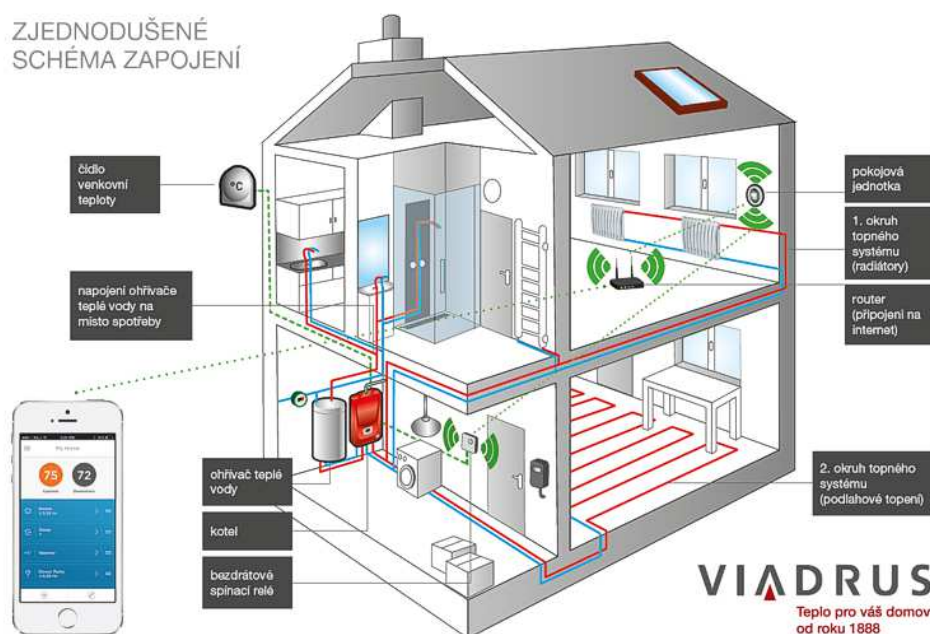 ZJEDNODUŠENÉ
SCHÉMA ZAPOJENÍ
čidlo
venkovní
teploty
°C
napojení ohřívače
teplé vody na
místo spotřeby
pokojová
jednotka
1. okruh
topného
systému
(radiátory)
router
(připojení na
internet)
My Home
75
72
ohřívač teplé
vody
kotel
bezdrátové
spínací relé
2. okruh topného
systému
(podlahové topení)
VIADRUS
Teplo pro váš domov
od roku 1888